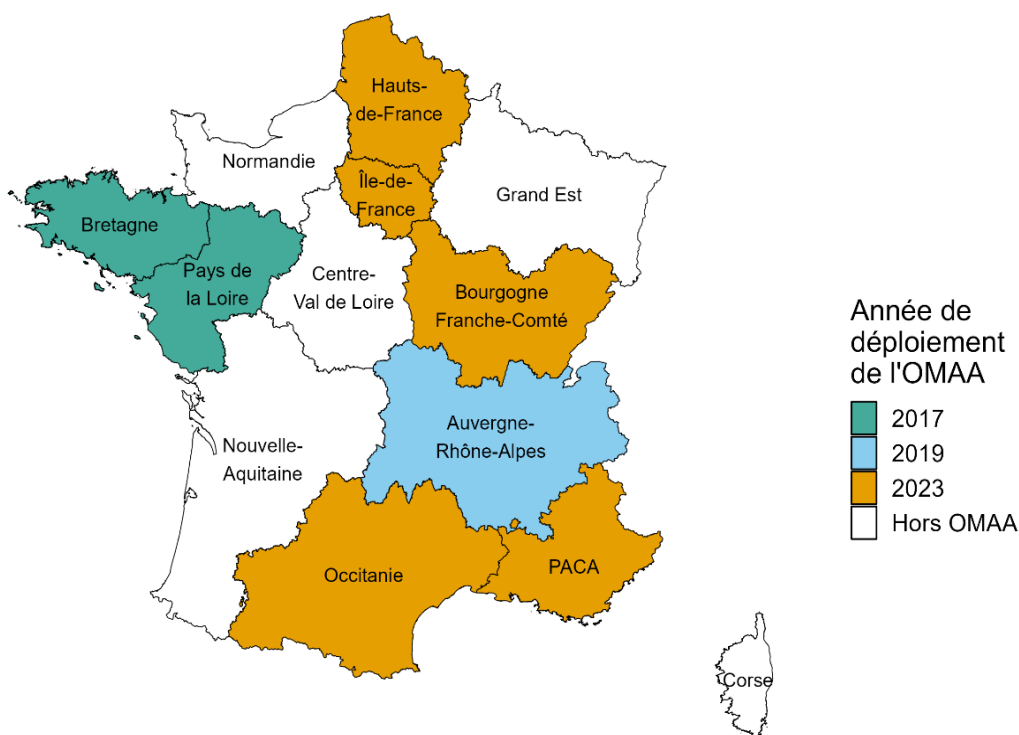 Hauts-
de-France
Normandie
Île-de-
France
Grand Est
Bretagne
Pays de
la Loire
Centre-
Val de Loire
Bourgogne
Franche-Comté
Auvergne-
Rhône-Alpes
Nouvelle-
Aquitaine
Occitanie
PACA
Corse
Année de
déploiement
de l'OMAA
2017
2019
2023
Hors OMAA